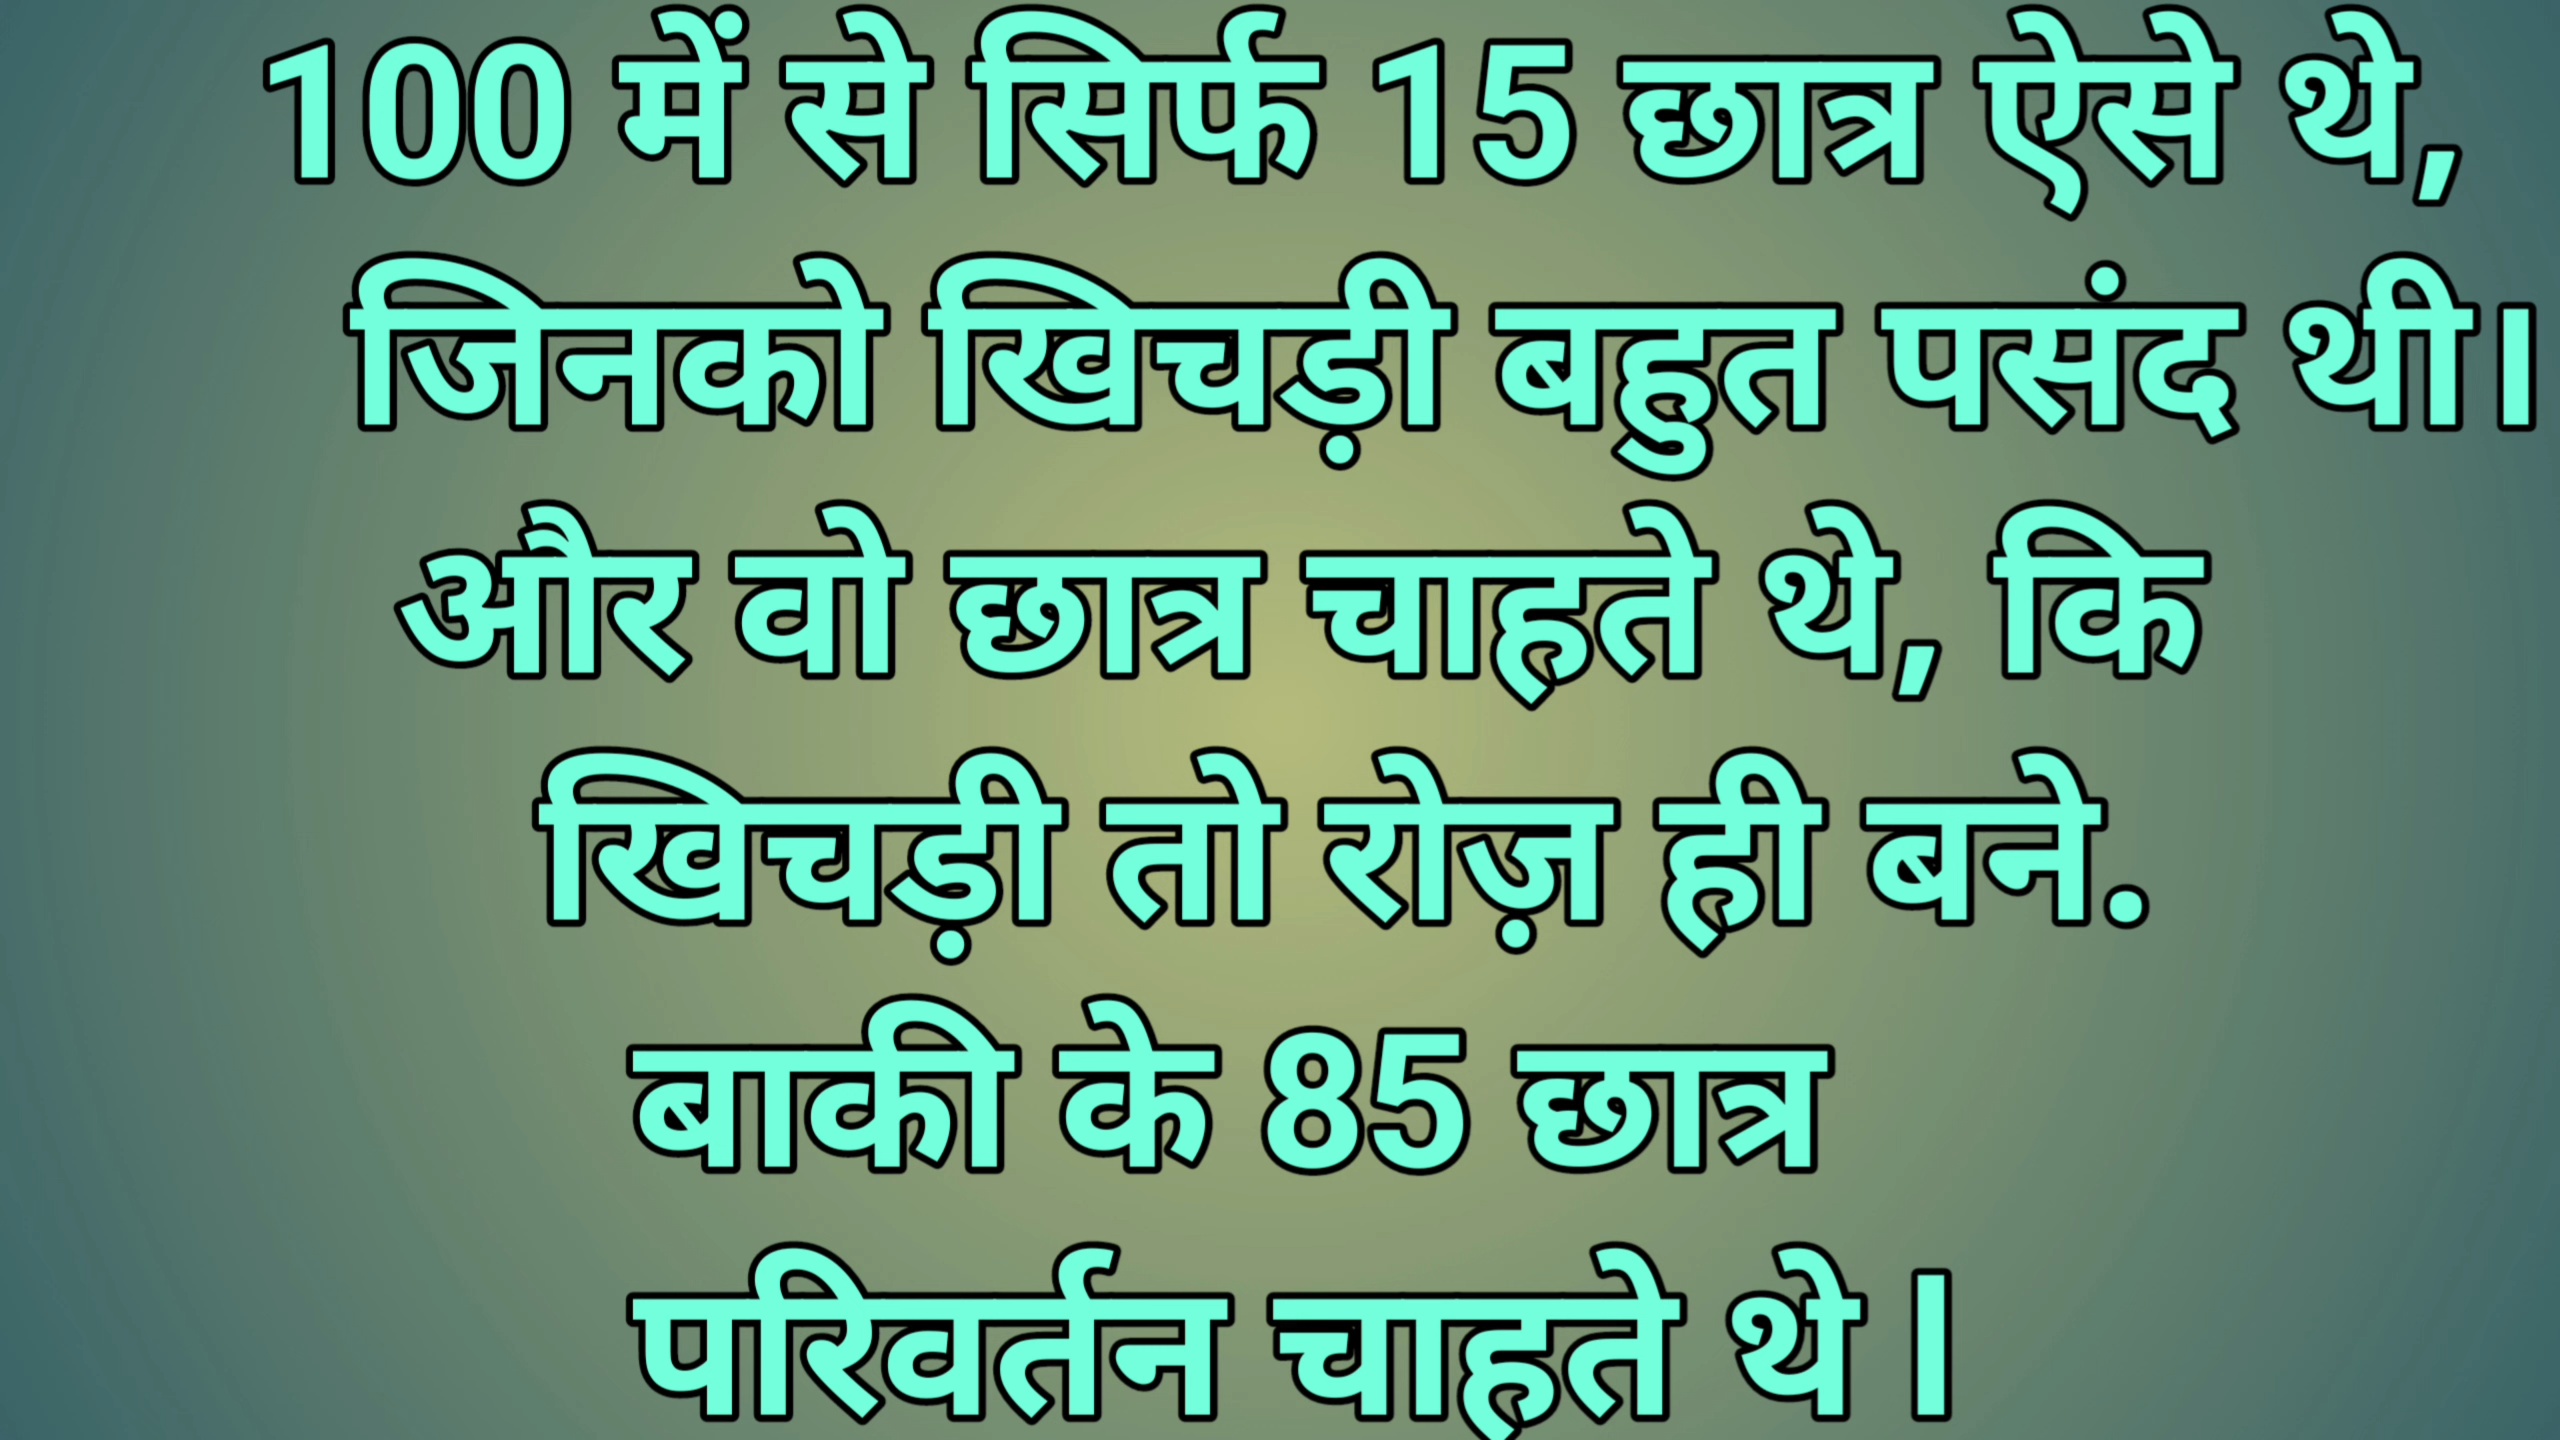 100 में से सिर्फ 15 छात्र ऐसे थे,
जिनको खिचड़ी बहुत पसंद थी।
और वो छात्र चाहते थे, कि
खिचड़ी तो रोज़ ही बने.
बाकी के 85 छात्र
परिवर्तन चाहते थे |